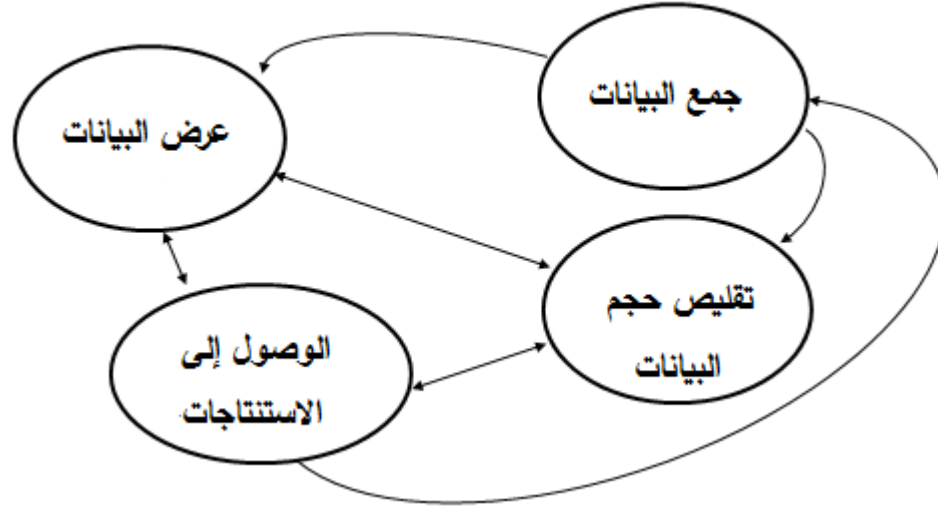 جمع البيانات
عرض البيانات
تقليص حجم
البيانات
الوصول إلى
الاستنتاجات